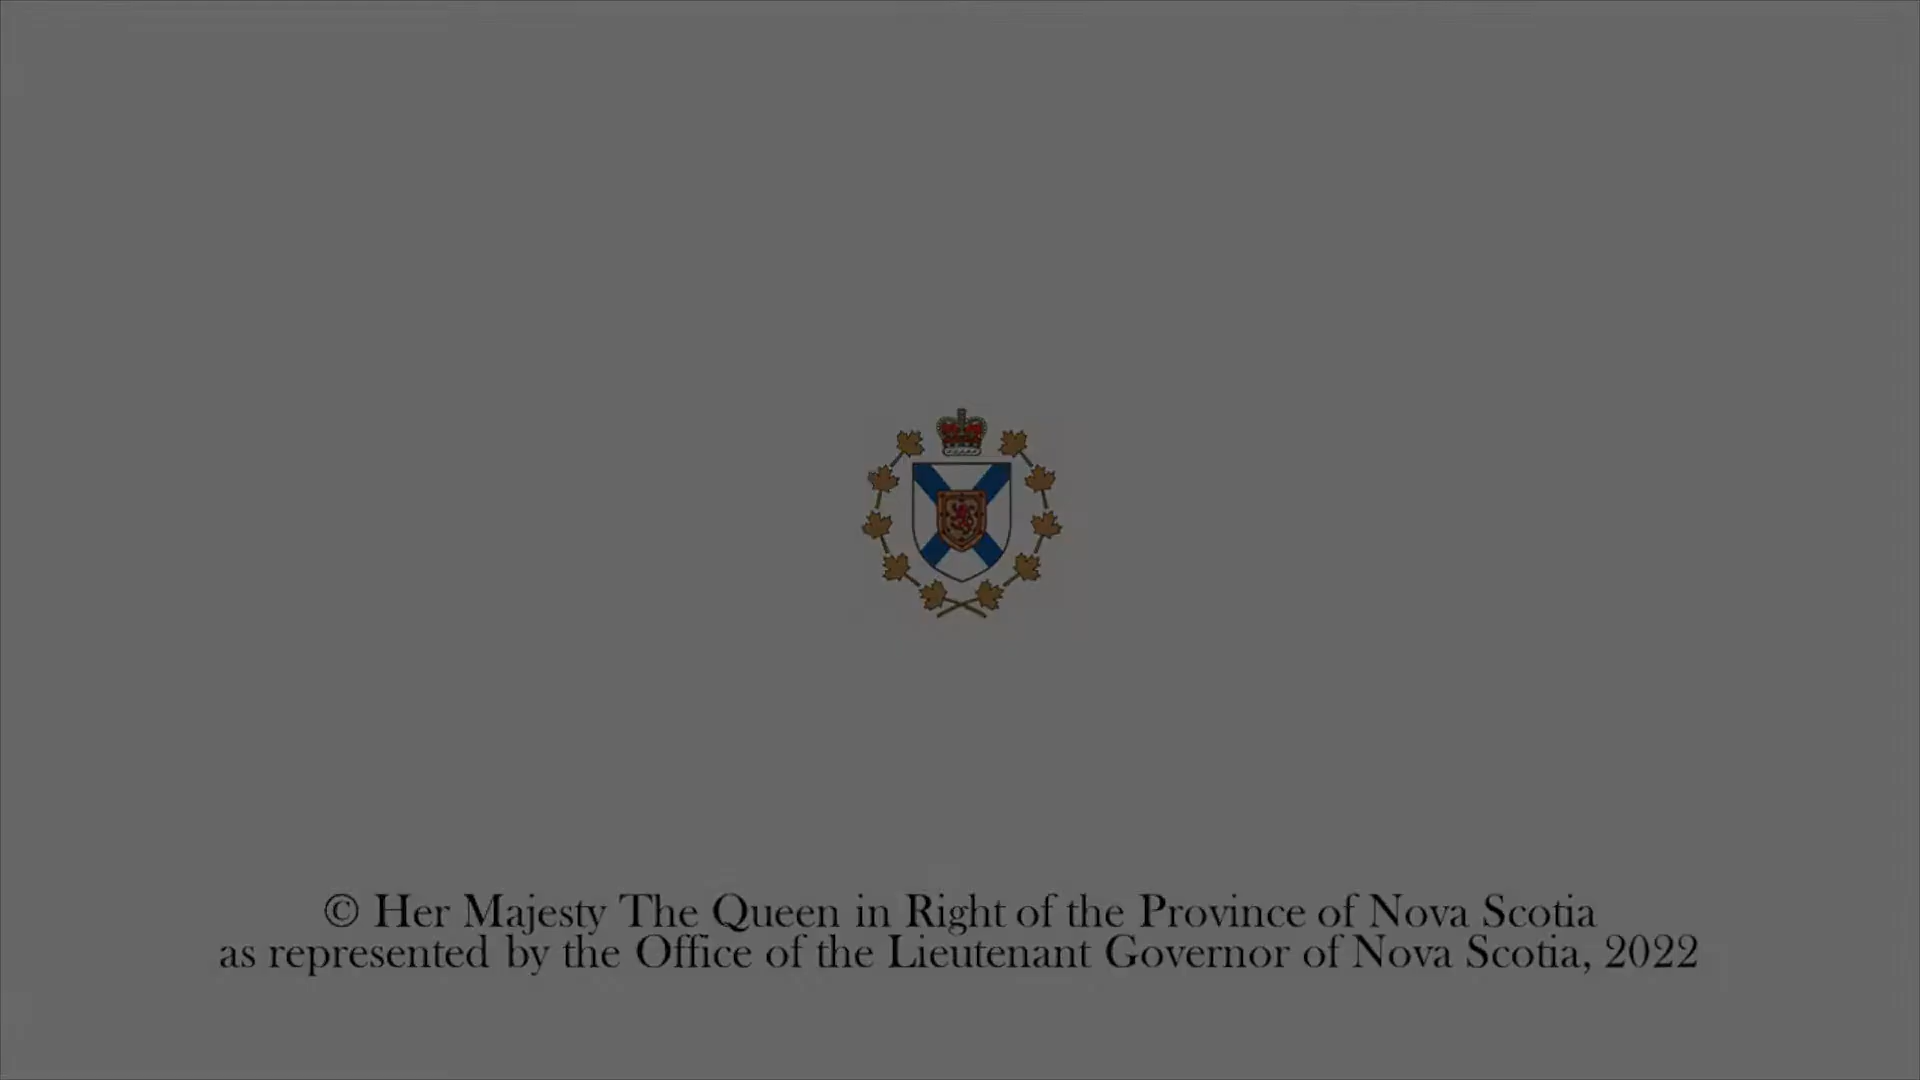 © Her Majesty The Queen in Right of the Province of Nova Scotia
as represented by the Office of the Lieutenant Governor of Nova Scotia, 2022